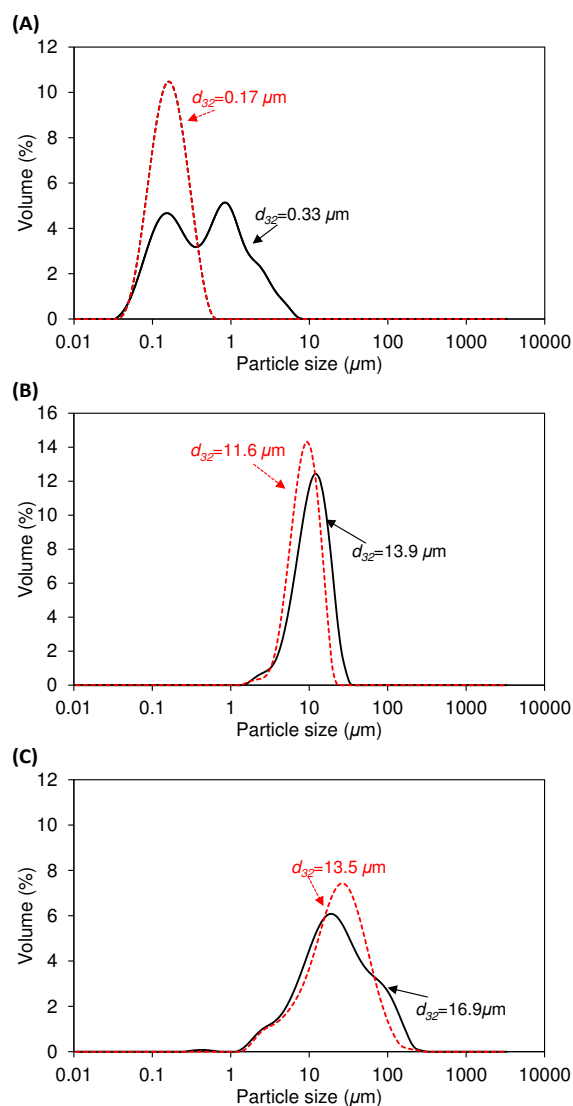 (A)
12
10
8
6
4
2
0
Volume (%)
d32=0.17 µm
d32=0.33 µm
0.01 0.1 1 10 100 1000 10000
Particle size (µm)
(B)
16
14
12
10
8
6
4
2
0
Volume (%)
d32=11.6 µm
d32=13.9 µm
0.01 0.1 1 10 100 1000 10000
Particle size (µm)
(C)
12
10
8
6
4
2
0
Volume (%)
d32=13.5 µm
d32=16.9µm
0.01 0.1 1 10 100 1000 10000
Particle size (µm)